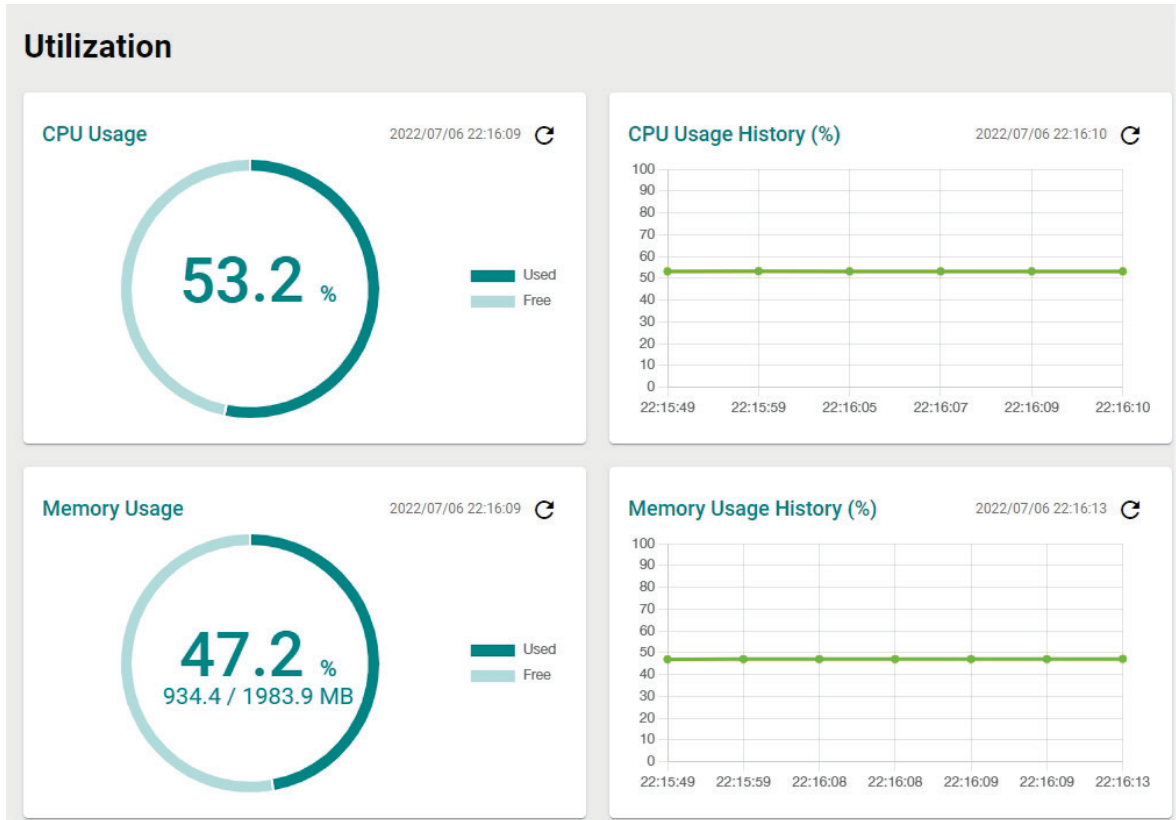 Utilization
CPU Usage 2022/07/06 22:16:09
53.2 %
Used
Free
CPU Usage History (%) 2022/07/06 22:16:10
100
90
80
70
60
50
40
30
20
10
0
22:15:49 22:15:59 22:16:05 22:16:07 22:16:09 22:16:10
Memory Usage 2022/07/06 22:16:09
47.2 %
934.4 / 1983.9 MB
Used
Free
Memory Usage History (%) 2022/07/06 22:16:13
100
90
80
70
60
50
40
30
20
10
0
22:15:49 22:15:59 22:16:08 22:16:08 22:16:09 22:16:09 22:16:13